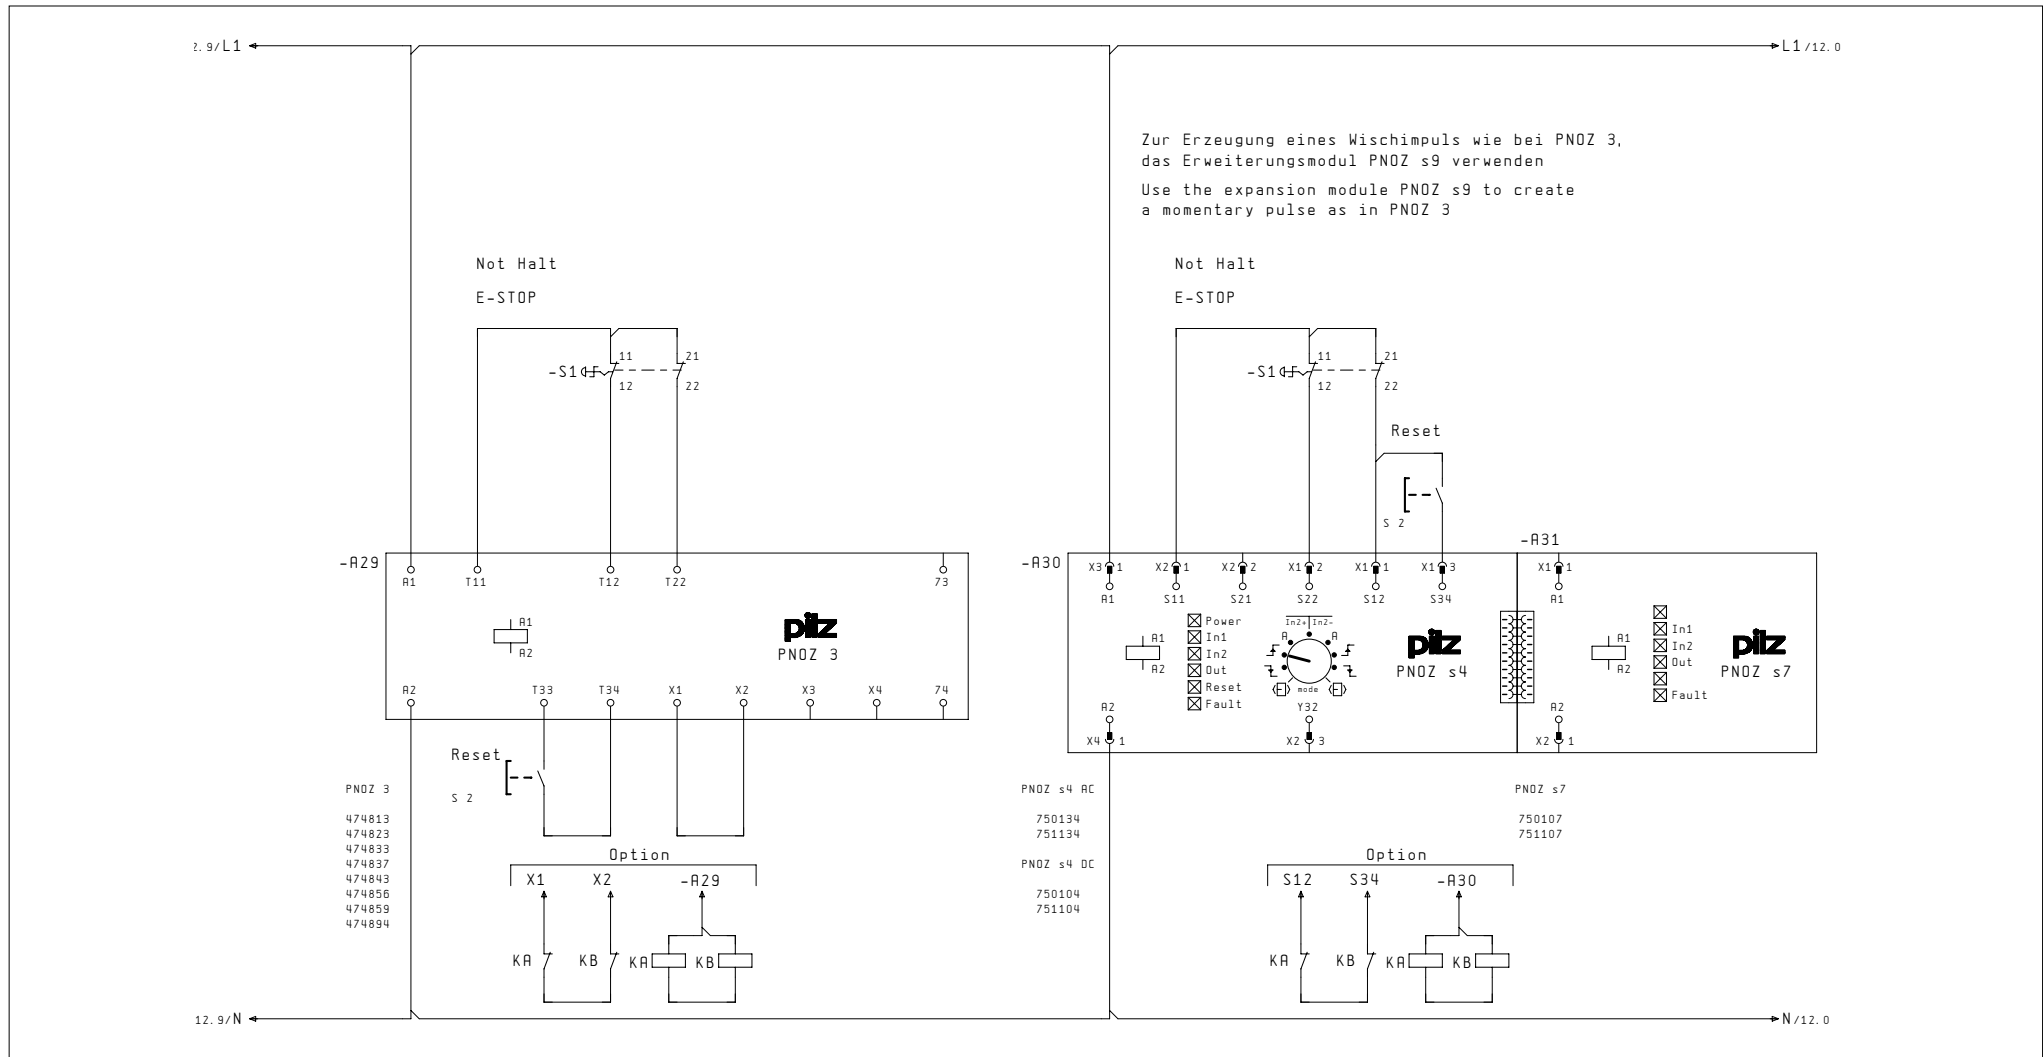 2.9/L1
L1/12.0
Zur Erzeugung eines Wischimpuls wie bei PNOZ 3,
das Erweiterungsmodul PNOZ s9 verwenden
Use the expansion module PNOZ s9 to create
a momentary pulse as in PNOZ 3
Not Halt
E-STOP
11 21
-S1
12 22
Not Halt
E-STOP
11 21
-S1
12 22
Reset
S 2
-A29
A1 T11 T12 T22 73
A1
A2
pilz
PNOZ 3
A2 T33 T34 X1 X2 X3 X4 74
Reset
S 2
-A30
X3 1 X2 1 X2 2 X1 2 X1 1 X1 3
A1 S11 S21 S22 S12 S34
A1
A2
Power
In1
In2
Out
Reset
Fault
In2+ In2-
A A
mode
pilz
PNOZ s4
A2 Y32
X4 1 X2 3
-A31
X1 1
A1
A1
A2
In1
In2
Out
Fault
pilz
PNOZ s7
A2
X2 1
PNOZ 3
474813
474823
474833
474837
474843
474856
474859
474894
Option
X1 X2 -A29
KA KB KA KB
PNOZ s4 AC
750134
751134
PNOZ s4 DC
750104
751104
PNOZ s7
750107
751107
Option
S12 S34 -A30
KA KB KA KB
12.9/N
N/12.0